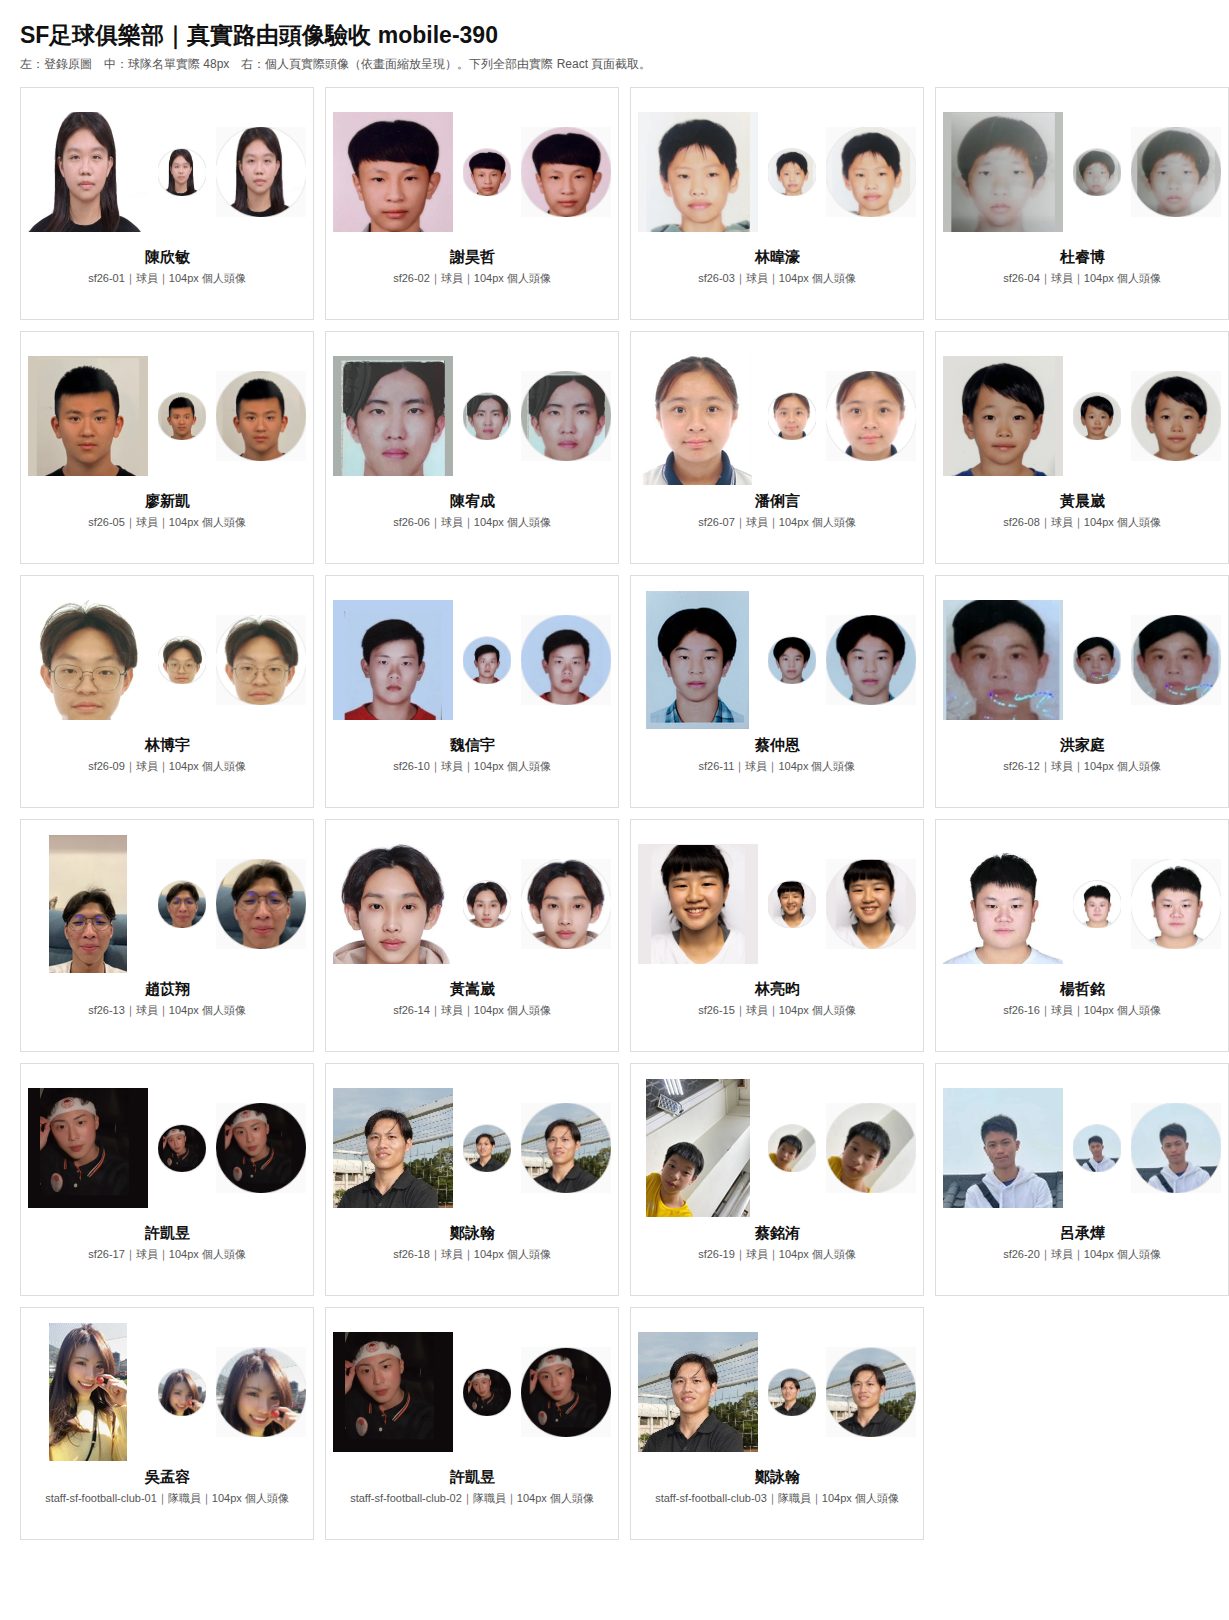 SF足球俱樂部｜真實路由頭像驗收 mobile-390
左：登錄原圖　中：球隊名單實際 48px　右：個人頁實際頭像（依畫面縮放呈現）。下列全部由實際 React 頁面截取。
陳欣敏
sf26-01｜球員｜104px 個人頭像
謝昊哲
sf26-02｜球員｜104px 個人頭像
林暐濠
sf26-03｜球員｜104px 個人頭像
杜睿博
sf26-04｜球員｜104px 個人頭像
廖新凱
sf26-05｜球員｜104px 個人頭像
陳宥成
sf26-06｜球員｜104px 個人頭像
潘俐言
sf26-07｜球員｜104px 個人頭像
黃晨崴
sf26-08｜球員｜104px 個人頭像
林博宇
sf26-09｜球員｜104px 個人頭像
魏信宇
sf26-10｜球員｜104px 個人頭像
蔡仲恩
sf26-11｜球員｜104px 個人頭像
洪家庭
sf26-12｜球員｜104px 個人頭像
趙苡翔
sf26-13｜球員｜104px 個人頭像
黃嵩崴
sf26-14｜球員｜104px 個人頭像
林亮昀
sf26-15｜球員｜104px 個人頭像
楊哲銘
sf26-16｜球員｜104px 個人頭像
許凱昱
sf26-17｜球員｜104px 個人頭像
鄭詠翰
sf26-18｜球員｜104px 個人頭像
蔡銘洧
sf26-19｜球員｜104px 個人頭像
呂承燁
sf26-20｜球員｜104px 個人頭像
吳孟容
staff-sf-football-club-01｜隊職員｜104px 個人頭像
許凱昱
staff-sf-football-club-02｜隊職員｜104px 個人頭像
鄭詠翰
staff-sf-football-club-03｜隊職員｜104px 個人頭像